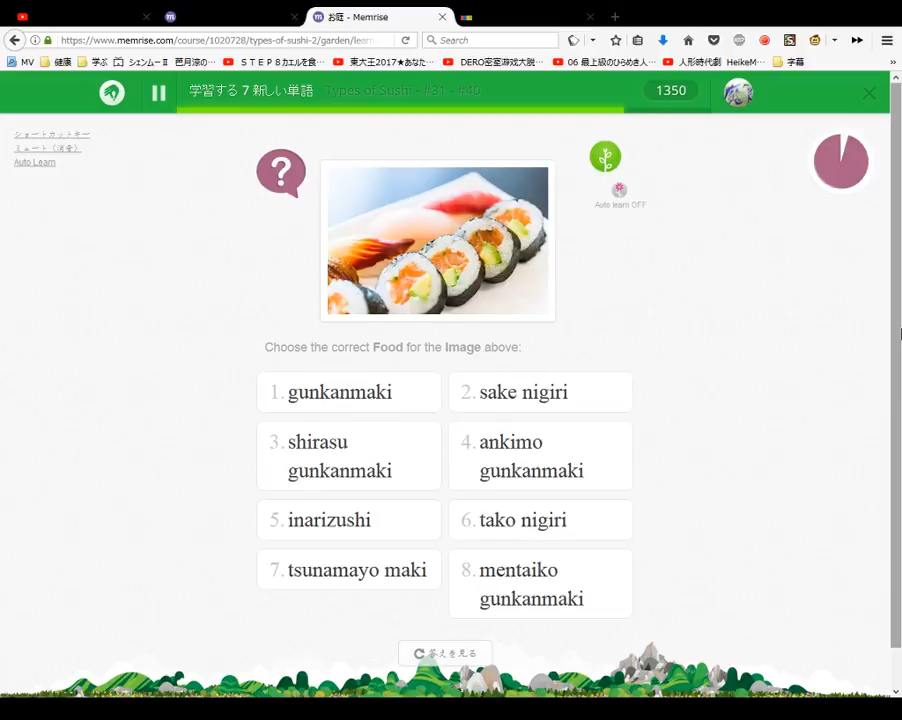 お庭 - Memrise
https://www.memrise.com/course/1020728/types-of-sushi-2/garden/learn
Search
MV
健康
学ぶ
シェンムーⅡ
芭月涼の…
ＳＴＥＰ８カエルを食…
東大王2017★あなた…
DERO密室游戏大脱…
06 最上級のひらめき人…
人形時代劇
HeikeM…
字幕
学習する 7 新しい単語
Types of Sushi - #31 - #40
1350
ショートカットキー
ミュート（消音）
Auto Learn
?
Auto learn OFF
Choose the correct Food for the Image above:
1. gunkanmaki
2. sake nigiri
3. shirasu
gunkanmaki
4. ankimo
gunkanmaki
5. inarizushi
6. tako nigiri
7. tsunamayo maki
8. mentaiko
gunkanmaki
答えを見る